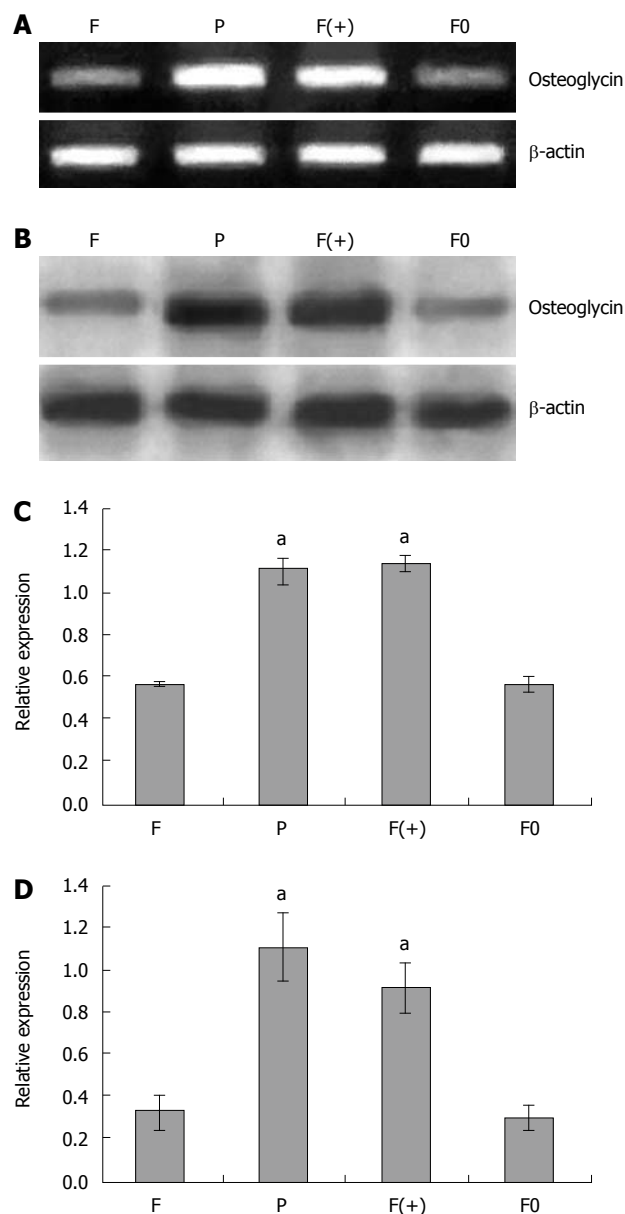 A
F P F(+) F0
Osteoglycin
β-actin
B
F P F(+) F0
Osteoglycin
β-actin
C
1.4
1.2
1.0
0.8
0.6
0.4
0.2
0.0
Relative expression
a a
F P F(+) F0
D
1.4
1.2
1.0
0.8
0.6
0.4
0.2
0.0
Relative expression
a a
F P F(+) F0